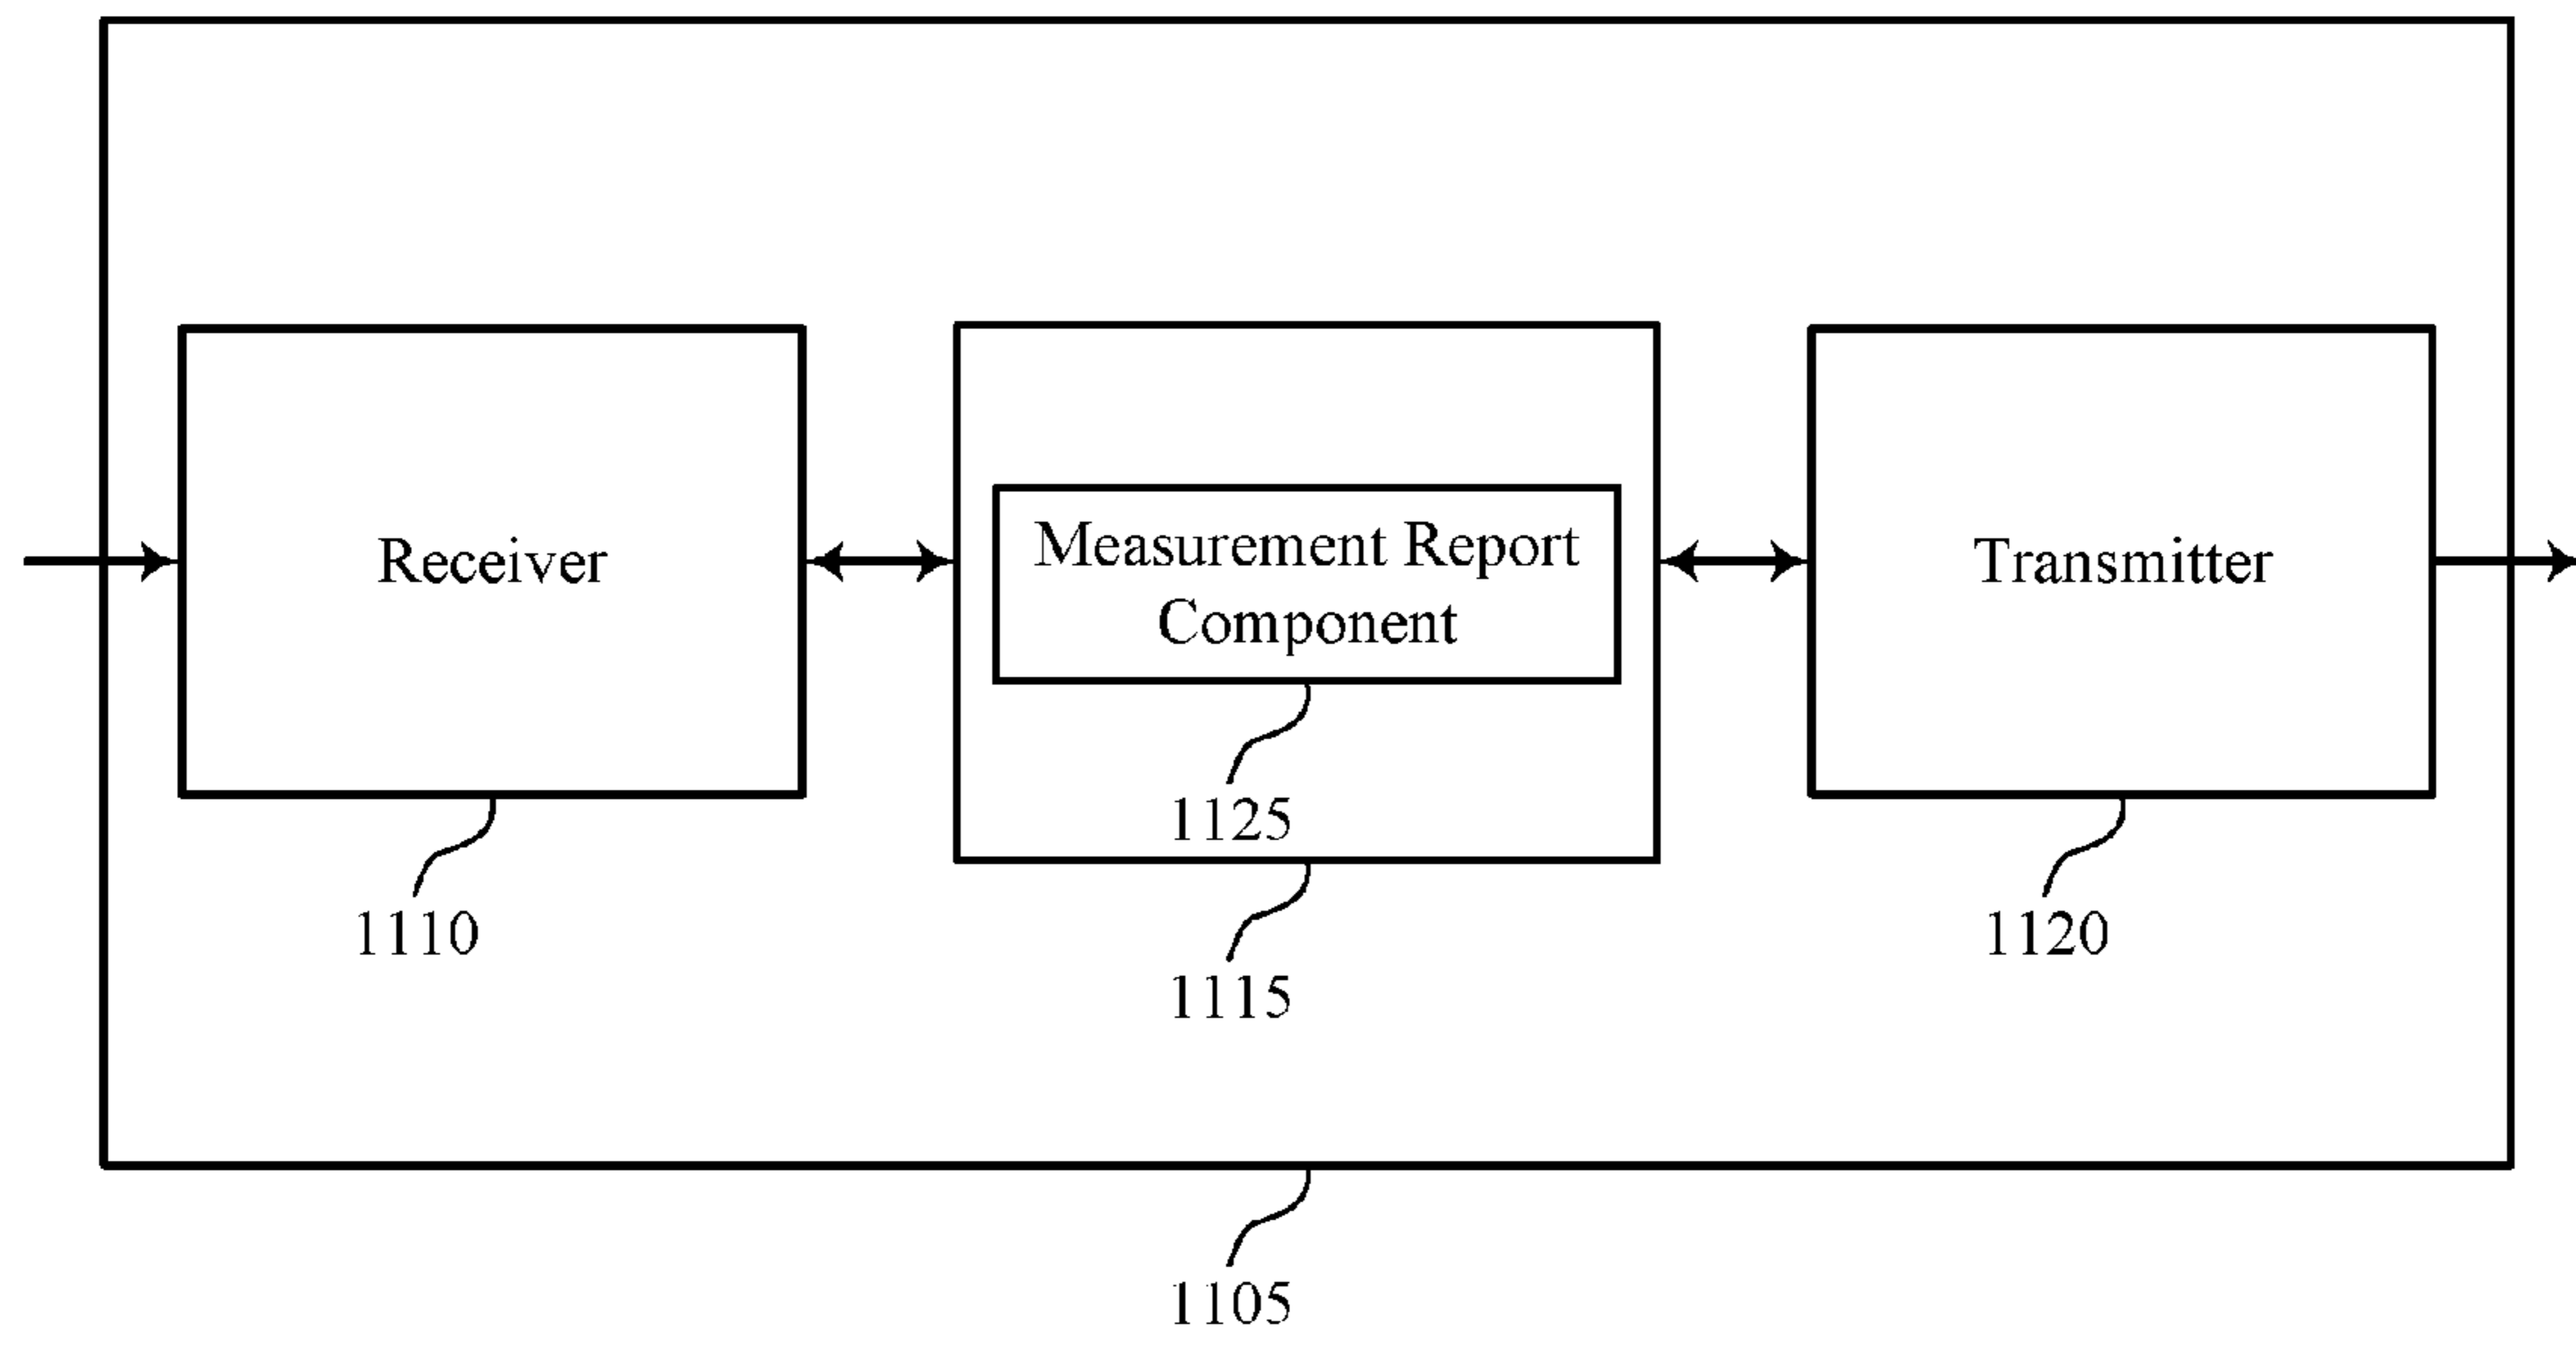 Receiver
Measurement Report
Component
Transmitter
1125
1110
1120
1115
1105